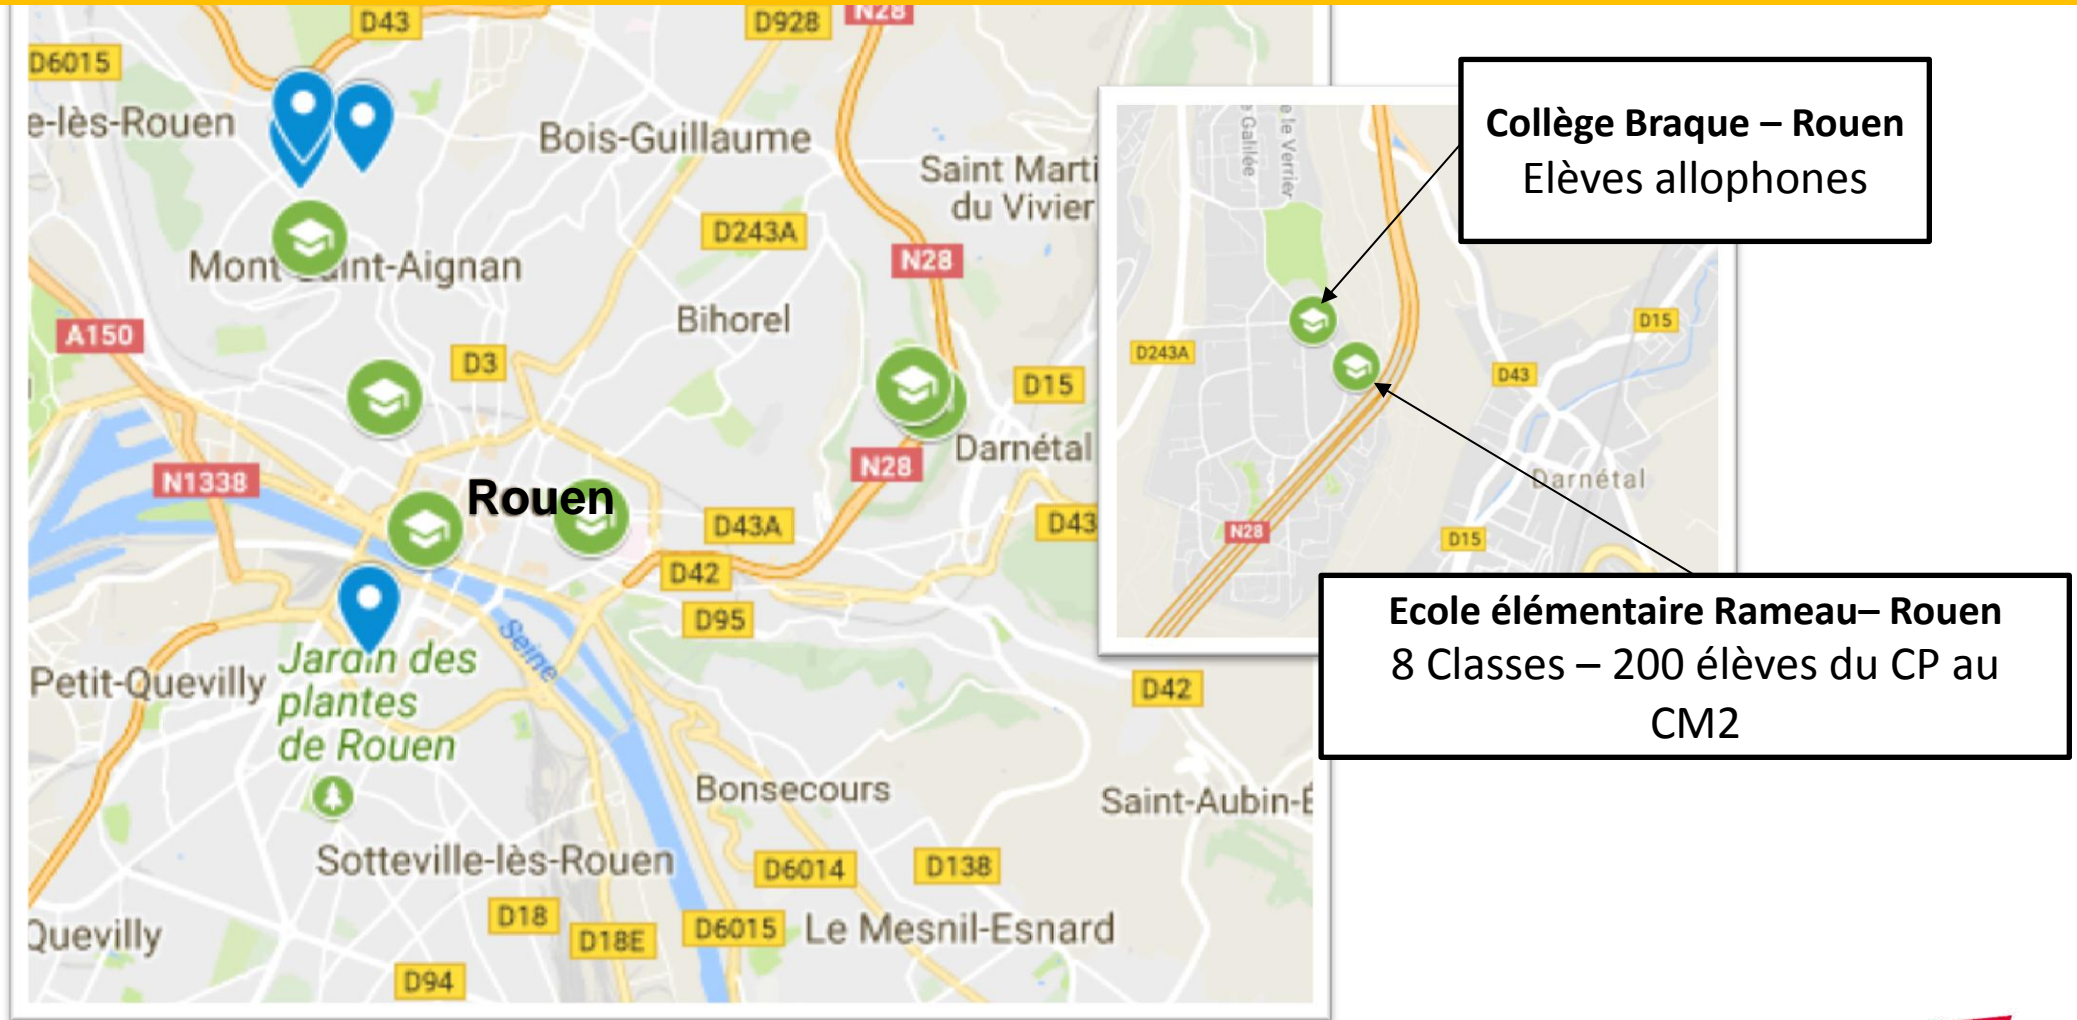 D43
D928
N28
D6015
e-lès-Rouen
Bois-Guillaume
Saint Marti
du Vivier
D243A
N28
Mont Saint-Aignan
Bihorel
A150
D3
D15
Darnétal
N28
N1338
Rouen
D43A
D43
D42
D95
Seine
Petit-Quevilly
Jardin des
plantes
de Rouen
D42
Bonsecours
Saint-Aubin-É
Sotteville-lès-Rouen
D6014
D138
D18
D18E
D6015
Le Mesnil-Esnard
Quevilly
D94
e Galilée
e le Verrier
D243A
D15
D43
Darnétal
N28
D15
Collège Braque – Rouen
Elèves allophones
Ecole élémentaire Rameau– Rouen
8 Classes – 200 élèves du CP au
CM2